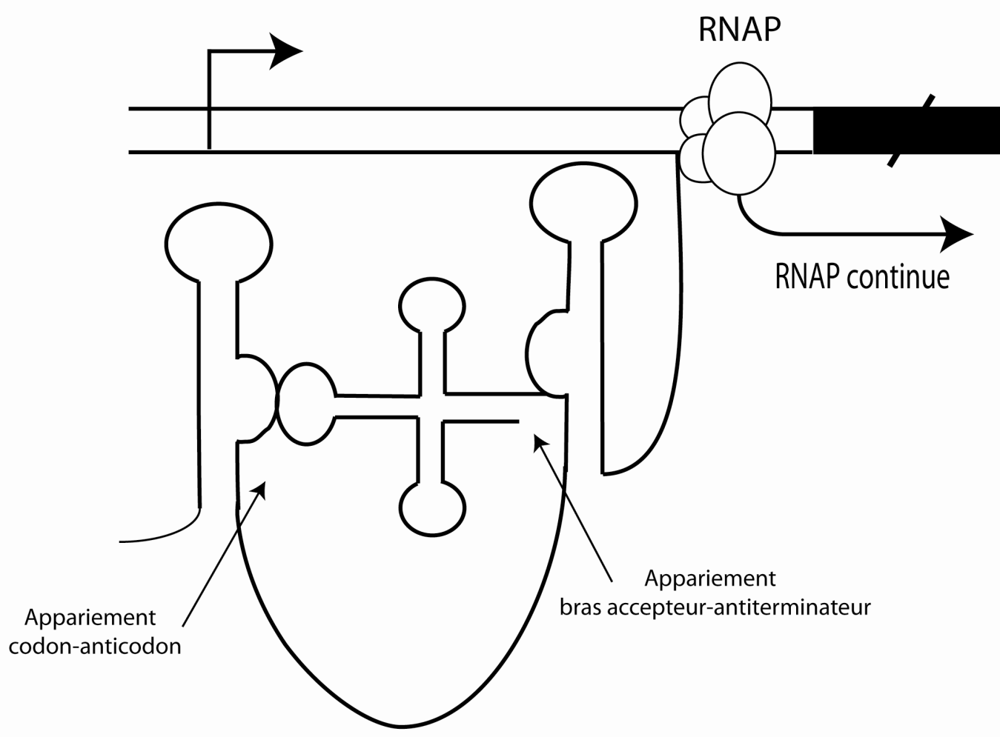 RNAP
RNAP continue
Appariement
bras accepteur-antiterminateur
Appariement
codon-anticodon